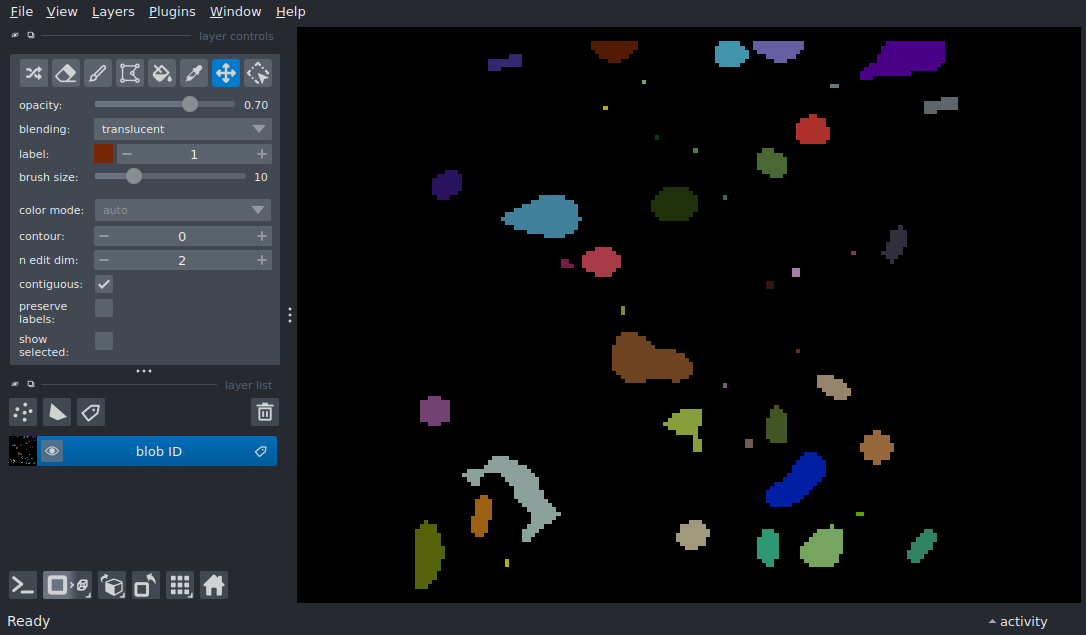 File View Layers Plugins Window Help
layer controls
opacity: 0.70
blending: translucent
label: 1
brush size: 10
color mode: auto
contour: 0
n edit dim: 2
contiguous:
preserve
labels:
show
selected:
layer list
blob ID
Ready
activity